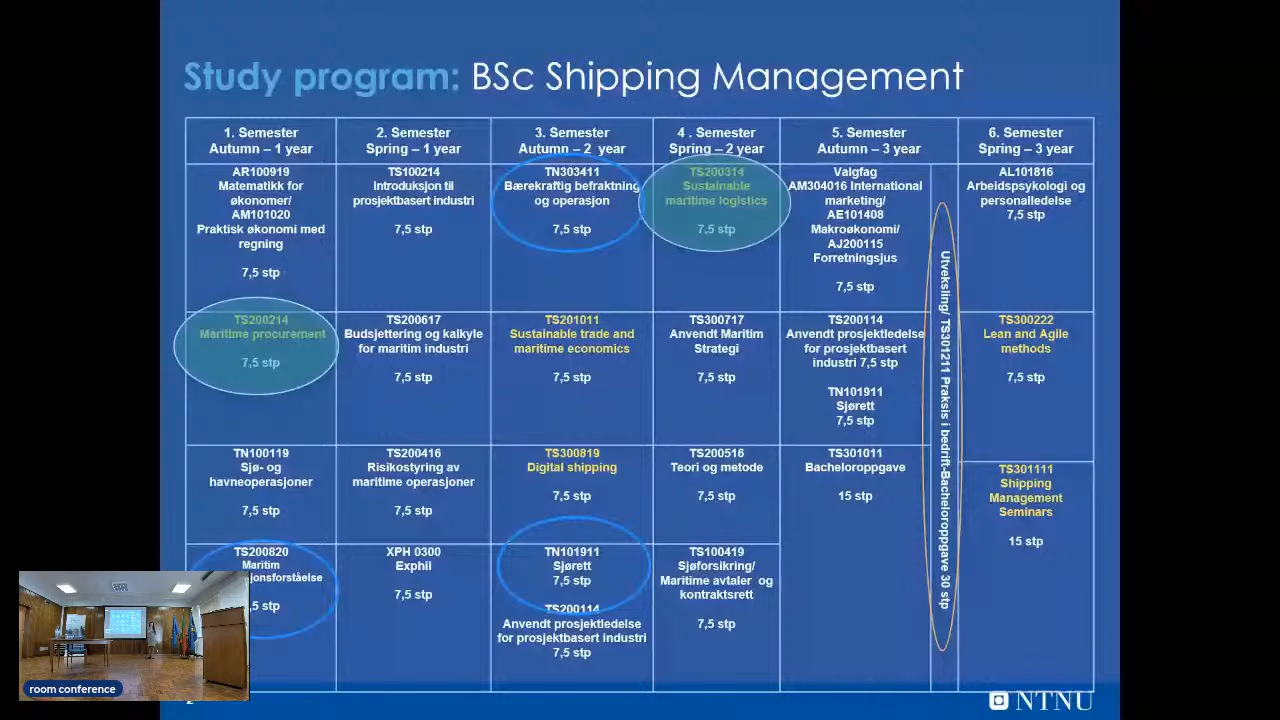 Study program: BSc Shipping Management
1. Semester
Autumn – 1 year
2. Semester
Spring – 1 year
3. Semester
Autumn – 2 year
4 . Semester
Spring – 2 year
5. Semester
Autumn – 3 year
6. Semester
Spring – 3 year
AR100919
Matematikk for
økonomer/
AM101020
Praktisk økonomi med
regning
7,5 stp
TS100214
Introduksjon til
prosjektbasert industri
7,5 stp
TN303411
Bærekraftig befraktning
og operasjon
7,5 stp
TS200314
Sustainable
maritime logistics
7,5 stp
Valgfag
AM304016 International
marketing/
AE101408
Makroøkonomi/
AJ200115
Forretningsjus
7,5 stp
Utveksling/ TS301211 Praksis i bedrift-Bacheloroppgave 30 stp
AL101816
Arbeidspsykologi og
personalledelse
7,5 stp
TS200214
Maritime procurement
7,5 stp
TS200617
Budsjettering og kalkyle
for maritim industri
7,5 stp
TS201011
Sustainable trade and
maritime economics
7,5 stp
TS300717
Anvendt Maritim
Strategi
7,5 stp
TS200114
Anvendt prosjektledelse
for prosjektbasert
industri 7,5 stp
TN101911
Sjørett
7,5 stp
TS300222
Lean and Agile
methods
7,5 stp
TN100119
Sjø- og
havneoperasjoner
7,5 stp
TS200416
Risikostyring av
maritime operasjoner
7,5 stp
TS300819
Digital shipping
7,5 stp
TS200516
Teori og metode
7,5 stp
TS301011
Bacheloroppgave
15 stp
TS301111
Shipping
Management
Seminars
15 stp
TS200820
Maritim
jonsforståelse
5 stp
XPH 0300
Exphil
7,5 stp
TN101911
Sjørett
7,5 stp
TS200114
Anvendt prosjektledelse
for prosjektbasert industri
7,5 stp
TS100419
Sjøforsikring/
Maritime avtaler og
kontraktsrett
7,5 stp
room conference
NTNU